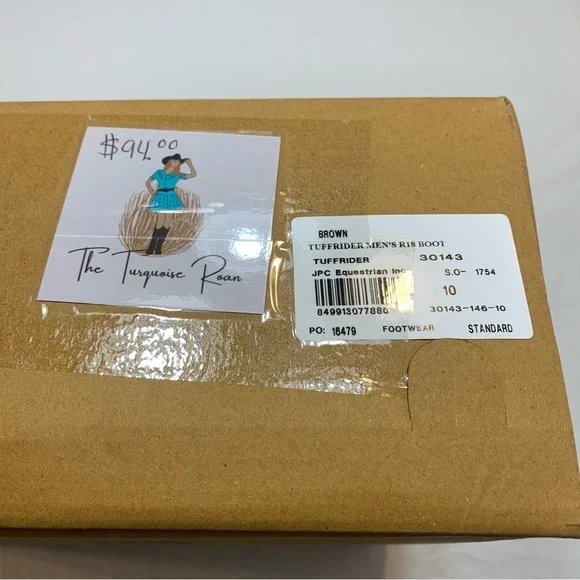 $94.00
The Turquoise Roan
BROWN
TUFFRIDER MEN'S R18 BOOT
TUFFRIDER 30143
JPC Equestrian Inc S.O- 1754
10
849913077880 30143-146-10
PO: 16479 FOOTWEAR STANDARD